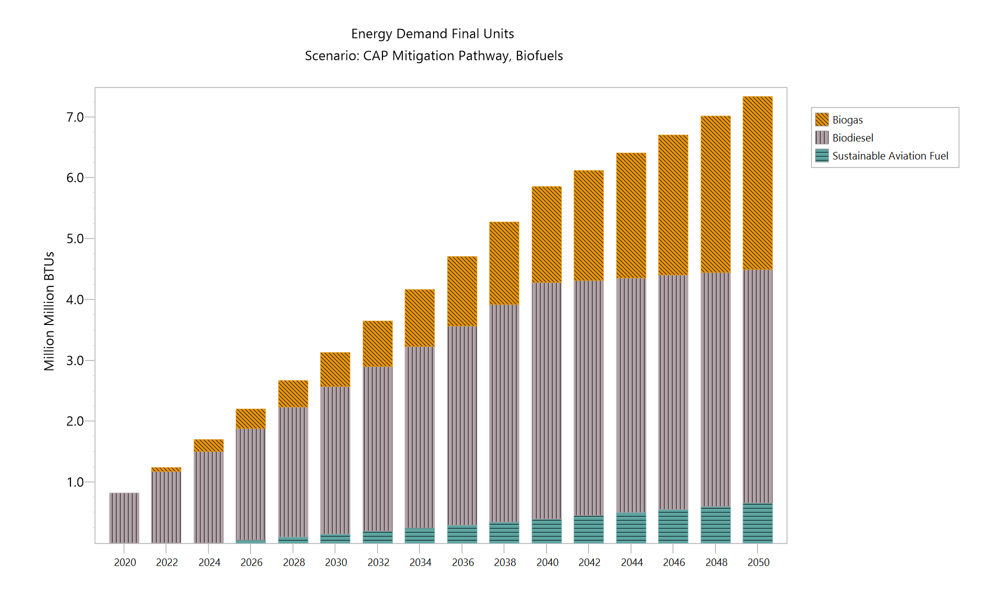 Energy Demand Final Units
Scenario: CAP Mitigation Pathway, Biofuels
Million Million BTUs
7.0
6.0
5.0
4.0
3.0
2.0
1.0
2020 2022 2024 2026 2028 2030 2032 2034 2036 2038 2040 2042 2044 2046 2048 2050
Biogas
Biodiesel
Sustainable Aviation Fuel